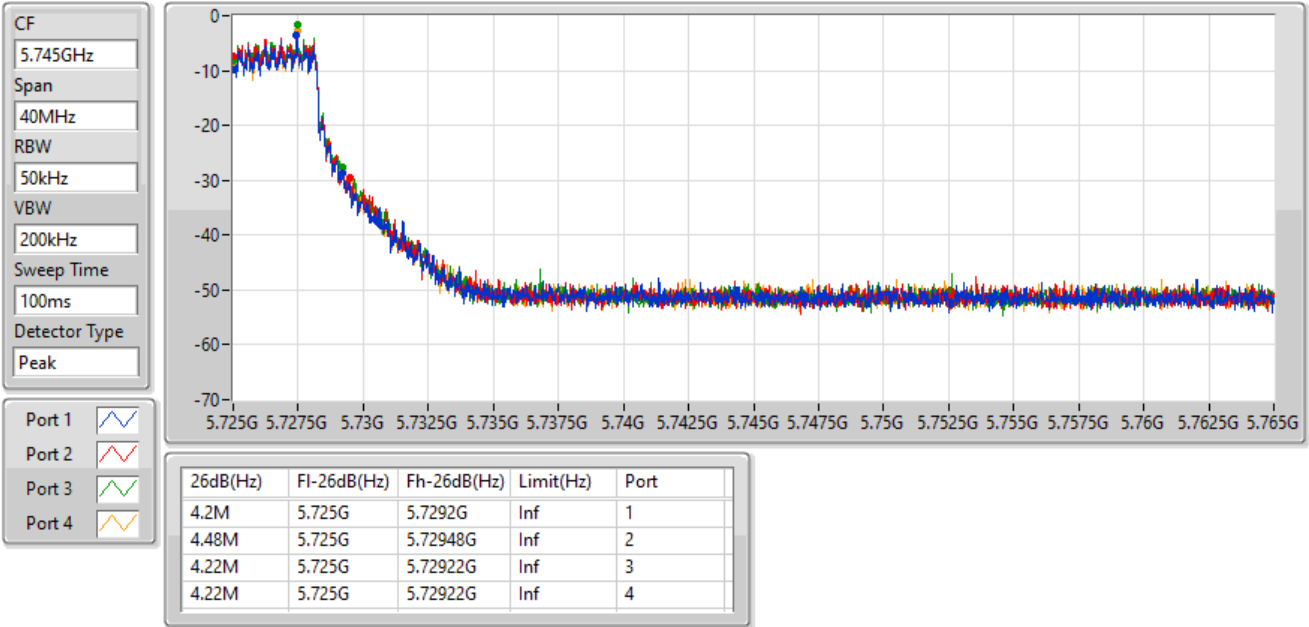 CF
5.745GHz
Span
40MHz
RBW
50kHz
VBW
200kHz
Sweep Time
100ms
Detector Type
Peak
Port 1
Port 2
Port 3
Port 4
0
-10
-20
-30
-40
-50
-60
-70
5.725G 5.7275G 5.73G 5.7325G 5.735G 5.7375G 5.74G 5.7425G 5.745G 5.7475G 5.75G 5.7525G 5.755G 5.7575G 5.76G 5.7625G 5.765G
26dB(Hz) Fl-26dB(Hz) Fh-26dB(Hz) Limit(Hz) Port
4.2M 5.725G 5.7292G Inf 1
4.48M 5.725G 5.72948G Inf 2
4.22M 5.725G 5.72922G Inf 3
4.22M 5.725G 5.72922G Inf 4